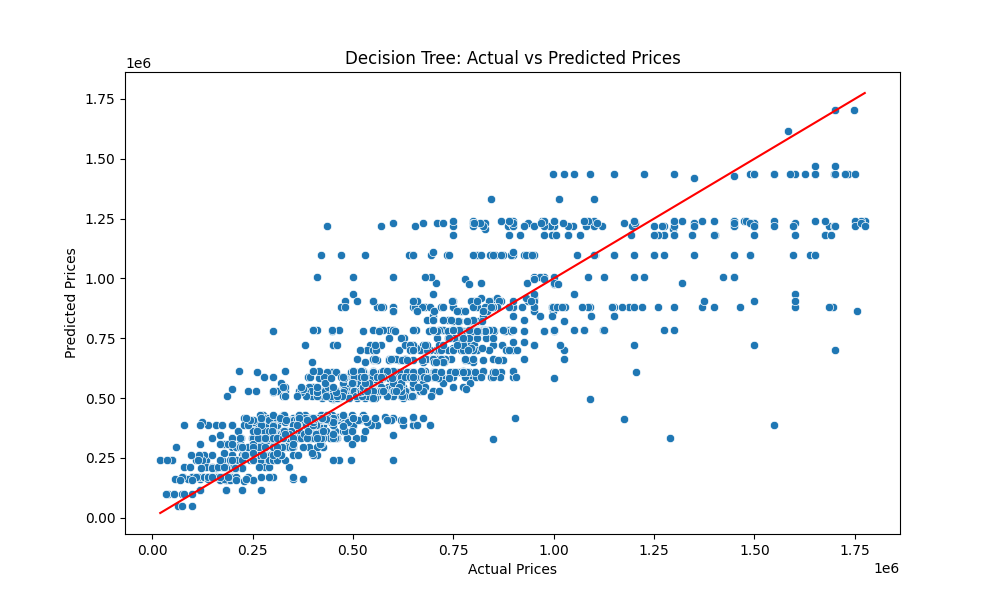 Decision Tree: Actual vs Predicted Prices
1e6
1.75
1.50
1.25
1.00
0.75
0.50
0.25
0.00
Predicted Prices
0.00 0.25 0.50 0.75 1.00 1.25 1.50 1.75
Actual Prices
1e6